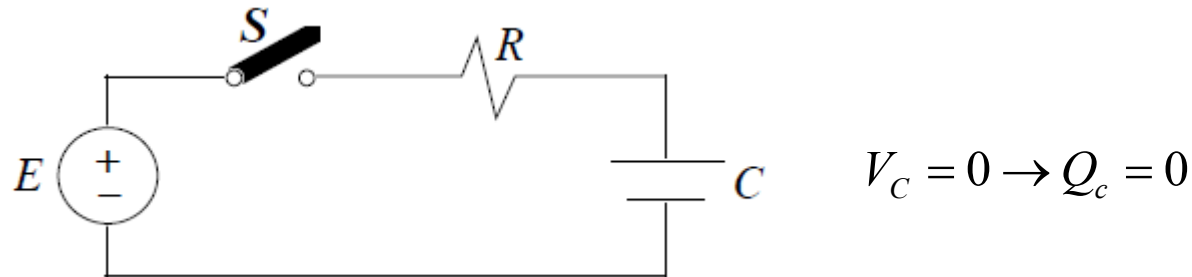 S
R
E
+
−
C
V_C = 0 → Q_c = 0